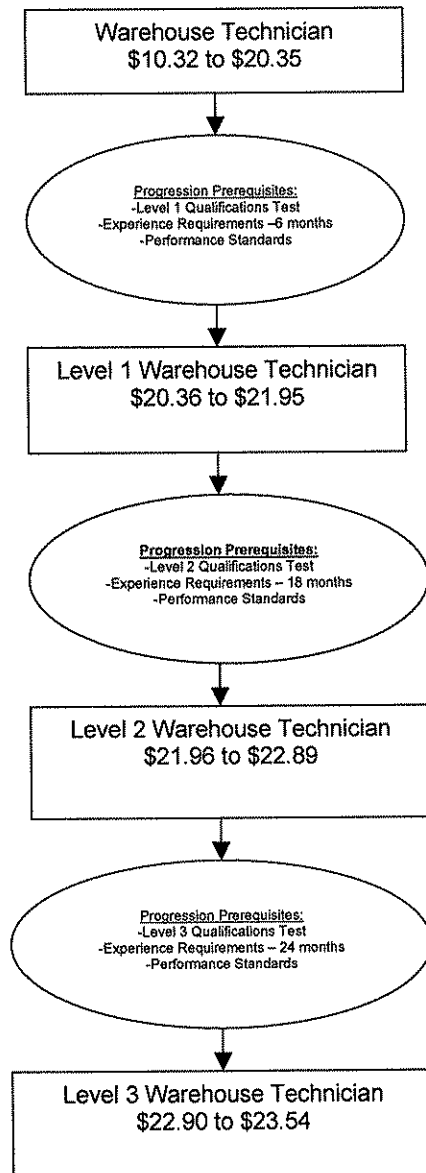 Warehouse Technician
$10.32 to $20.35
Progression Prerequisites:
-Level 1 Qualifications Test
-Experience Requirements –6 months
-Performance Standards
Level 1 Warehouse Technician
$20.36 to $21.95
Progression Prerequisites:
-Level 2 Qualifications Test
-Experience Requirements – 18 months
-Performance Standards
Level 2 Warehouse Technician
$21.96 to $22.89
Progression Prerequisites:
-Level 3 Qualifications Test
-Experience Requirements – 24 months
-Performance Standards
Level 3 Warehouse Technician
$22.90 to $23.54